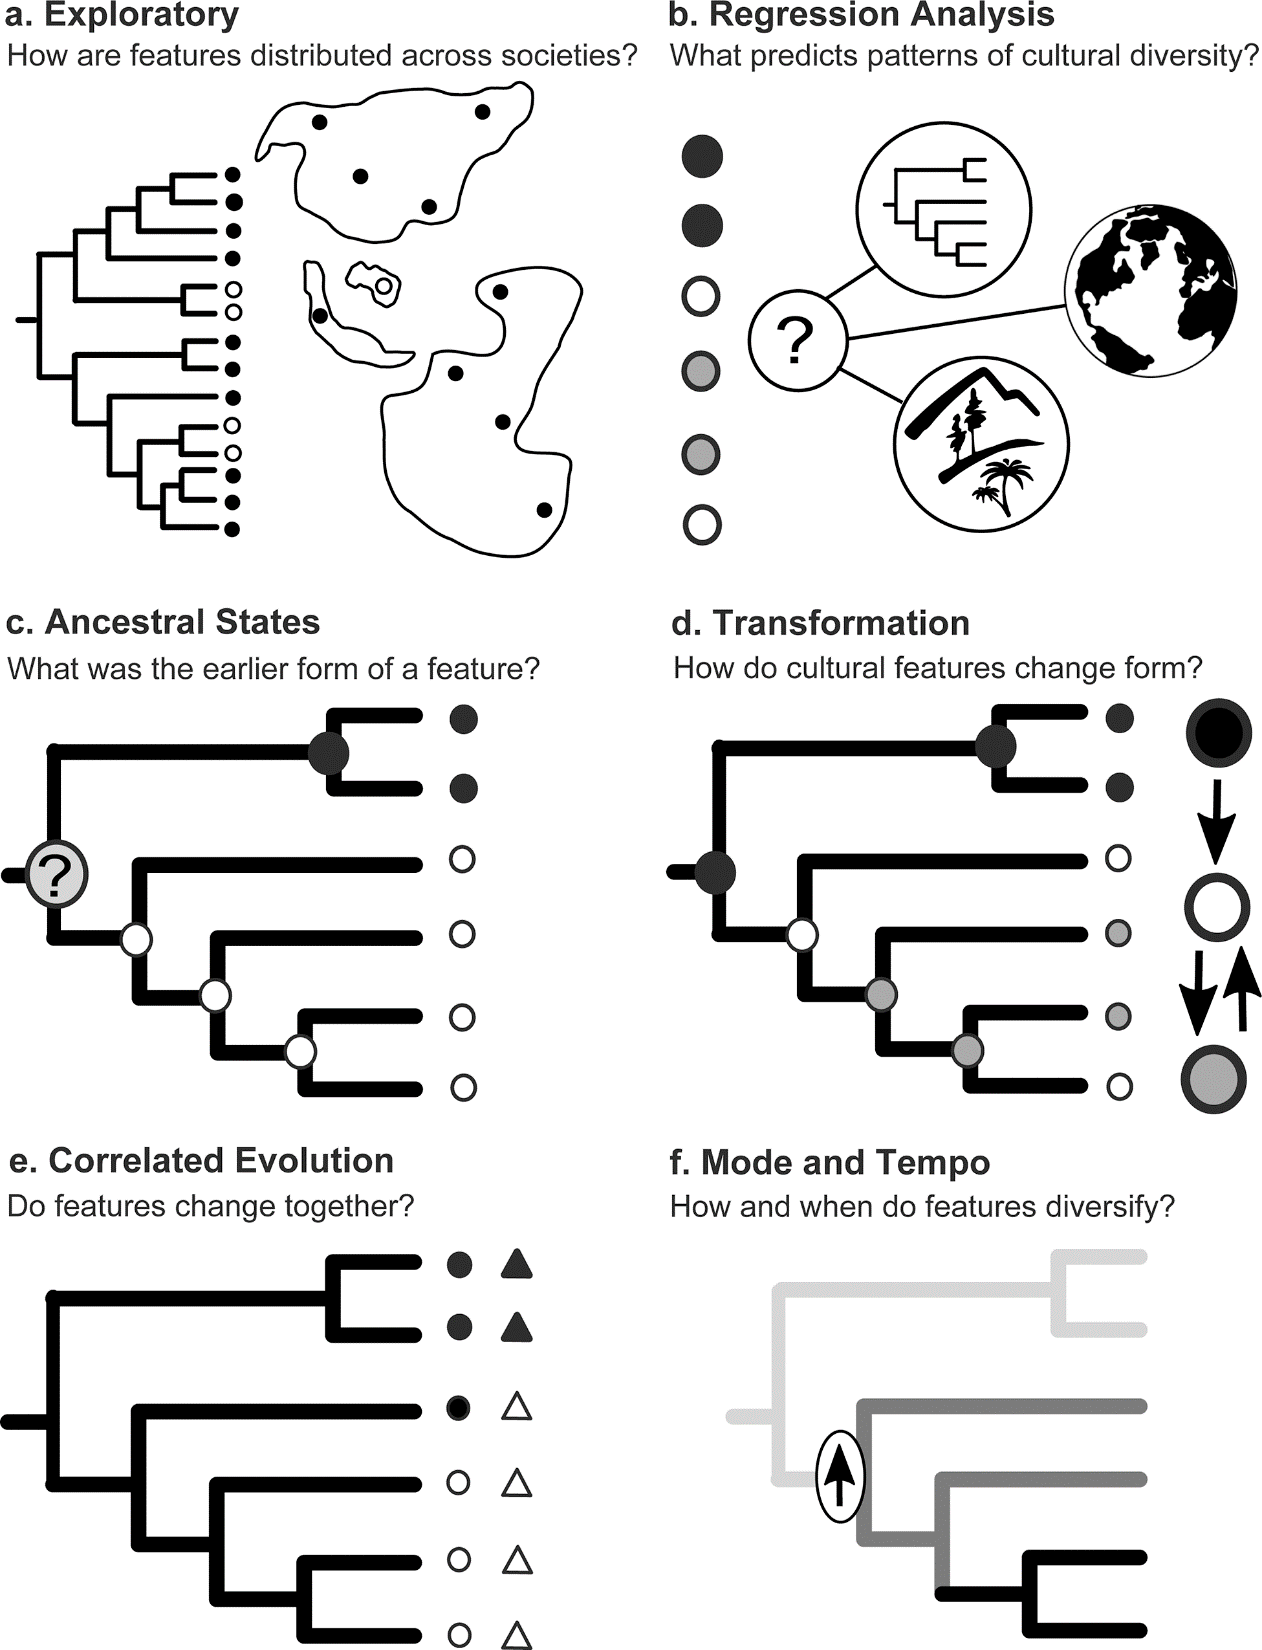 a. Exploratory
How are features distributed across societies?
b. Regression Analysis
What predicts patterns of cultural diversity?
?
c. Ancestral States
What was the earlier form of a feature?
?
d. Transformation
How do cultural features change form?
e. Correlated Evolution
Do features change together?
f. Mode and Tempo
How and when do features diversify?